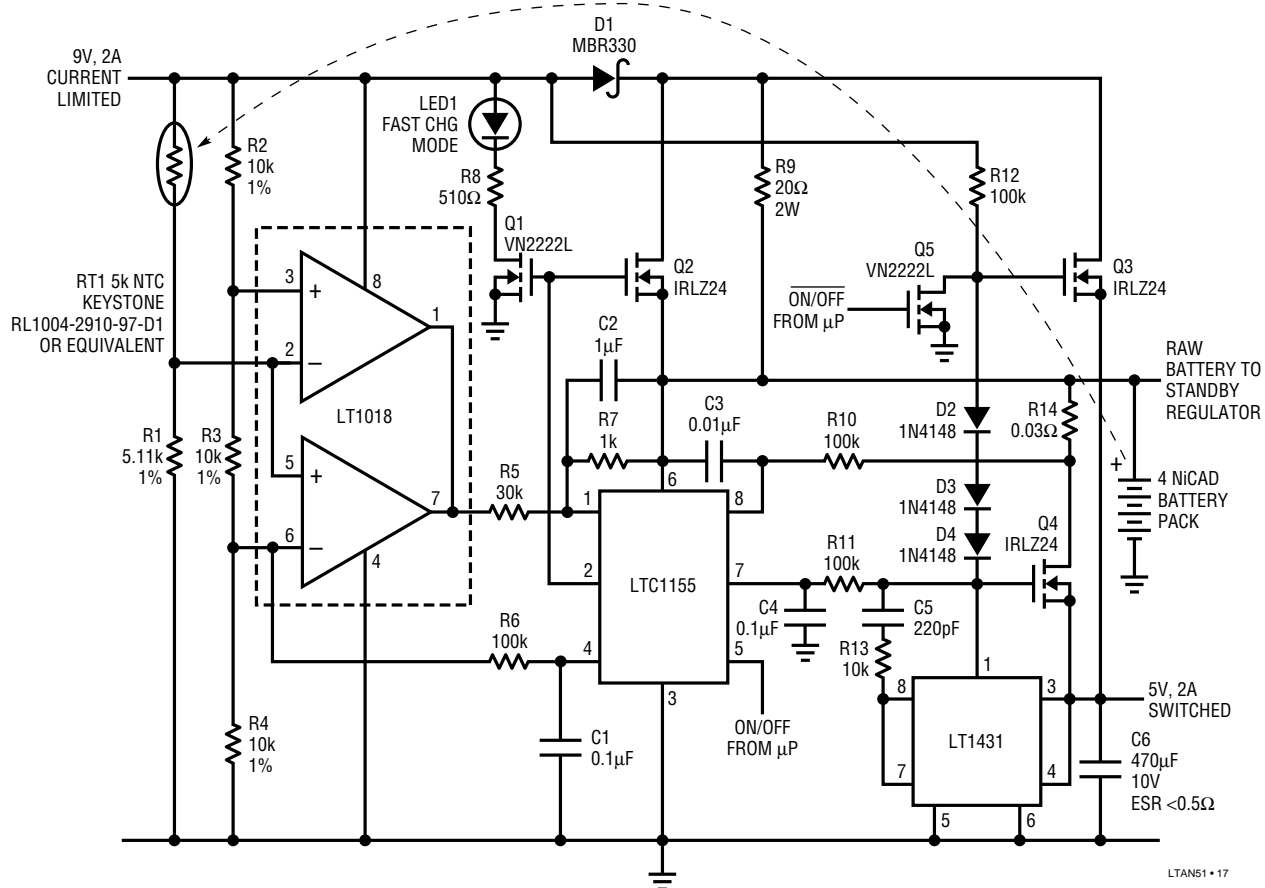 D1
MBR330
9V, 2A
CURRENT
LIMITED
LED1
FAST CHG
MODE
R2
10k
1%
R8
510Ω
R9
20Ω
2W
R12
100k
Q1
VN2222L
Q2
IRLZ24
Q5
VN2222L
Q3
IRLZ24
ON/OFF
FROM µP
RT1 5k NTC
KEYSTONE
RL1004-2910-97-D1
OR EQUIVALENT
3
+
8
1
2
–
LT1018
C2
1µF
RAW
BATTERY TO
STANDBY
REGULATOR
R1
5.11k
1%
R3
10k
1%
5
+
7
6
–
4
R5
30k
R7
1k
C3
0.01µF
R10
100k
D2
1N4148
R14
0.03Ω
+
4 NiCAD
BATTERY
PACK
D3
1N4148
D4
1N4148
Q4
IRLZ24
6
1
8
2
7
LTC1155
4
5
3
R11
100k
C4
0.1µF
C5
220pF
R13
10k
R6
100k
C1
0.1µF
ON/OFF
FROM µP
R4
10k
1%
1
8
3
LT1431
7
4
5
6
5V, 2A
SWITCHED
C6
470µF
10V
ESR <0.5Ω
LTAN51 • 17